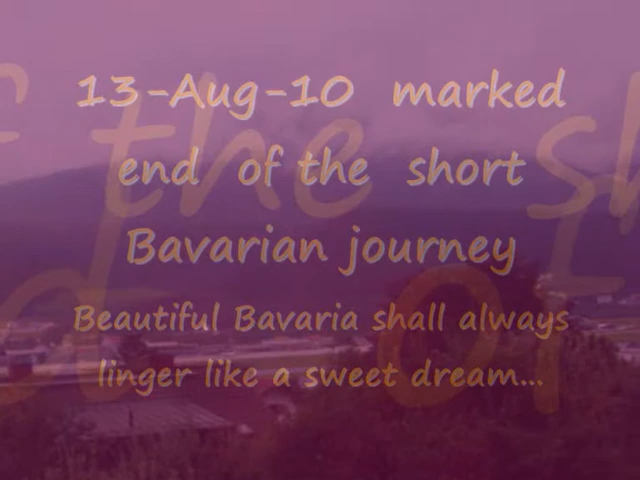 13-Aug-10 marked
end of the short
Bavarian journey
Beautiful Bavaria shall always
linger like a sweet dream...